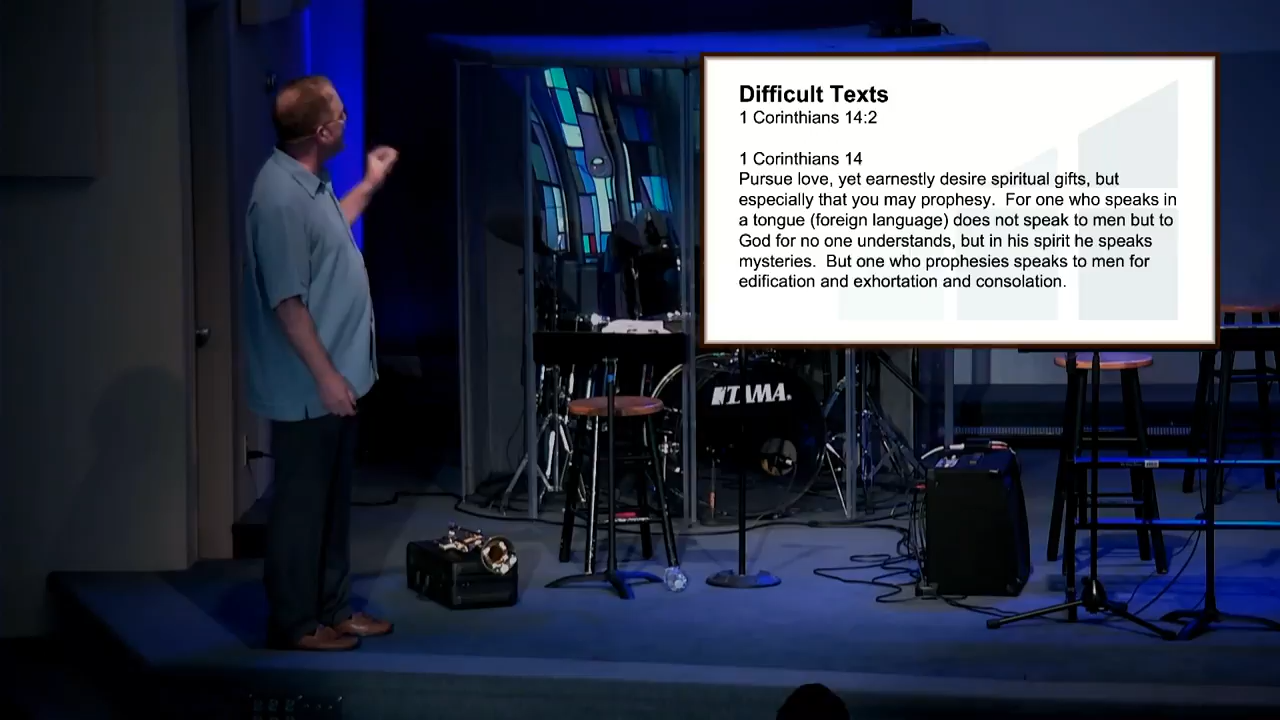 Difficult Texts
1 Corinthians 14:2
1 Corinthians 14
Pursue love, yet earnestly desire spiritual gifts, but
especially that you may prophesy.  For one who speaks in
a tongue (foreign language) does not speak to men but to
God for no one understands, but in his spirit he speaks
mysteries.  But one who prophesies speaks to men for
edification and exhortation and consolation.
TAMA.